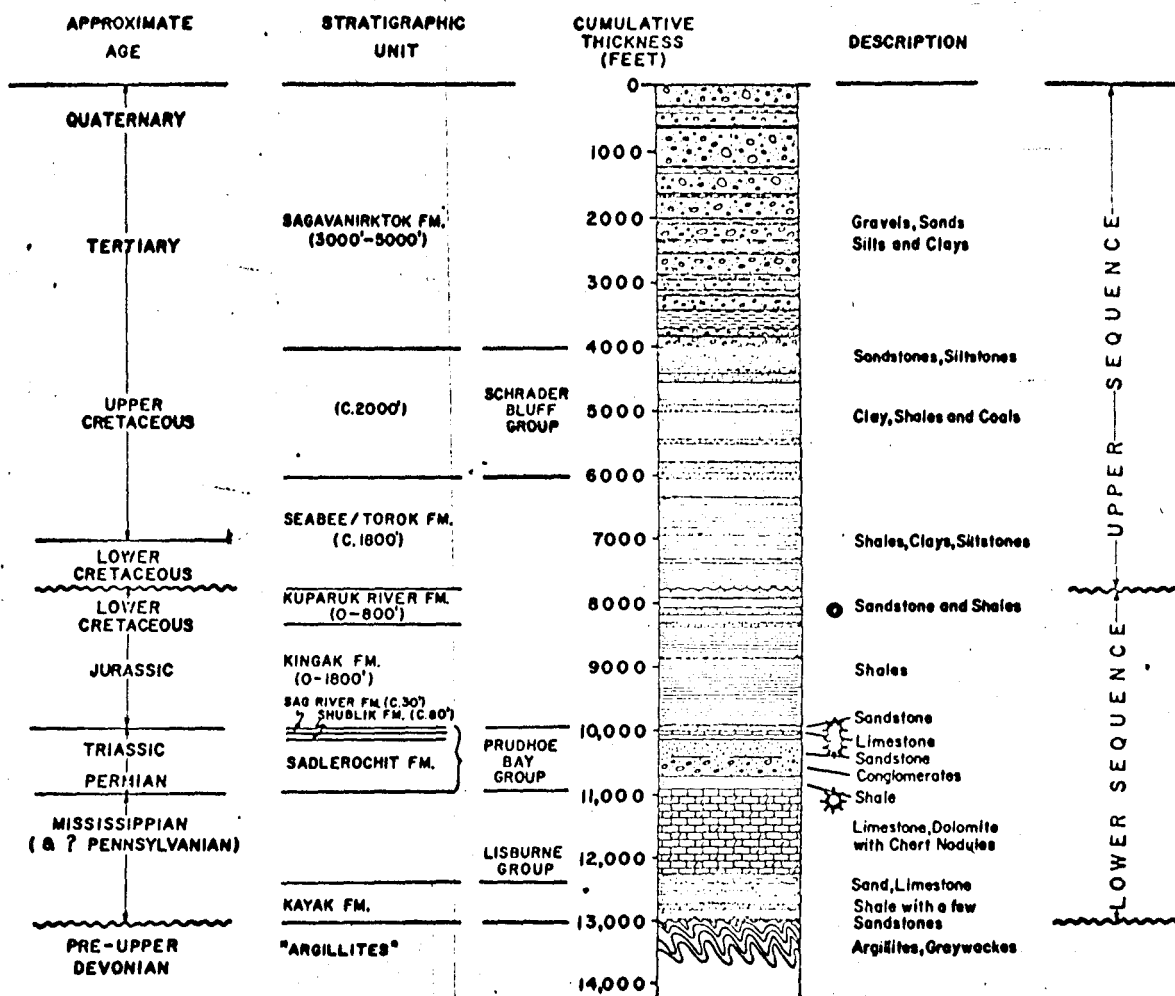 APPROXIMATE
AGE
STRATIGRAPHIC
UNIT
CUMULATIVE
THICKNESS
(FEET)
DESCRIPTION
0
QUATERNARY
1000
SAGAVANIRKTOK FM.
(3000'-5000')
2000
Gravels, Sands
Silts and Clays
TERTIARY
3000
4000
Sandstones, Siltstones
UPPER
CRETACEOUS
(C.2000')
SCHRADER
BLUFF
GROUP
5000
Clay, Shales and Coals
6000
SEABEE/TOROK FM.
(C.1800')
7000
Shales, Clays, Siltstones
UPPER SEQUENCE
LOWER
CRETACEOUS
LOWER
CRETACEOUS
KUPARUK RIVER FM.
(0-800')
8000
Sandstone and Shales
JURASSIC
KINGAK FM.
(0-1800')
9000
Shales
SAG RIVER FM. (C.30')
SHUBLIK FM. (C.80')
Sandstone
10,000
TRIASSIC
PRUDHOE
BAY
GROUP
Limestone
Sandstone
SADLEROCHIT FM.
Conglomerates
PERMIAN
11,000
Shale
MISSISSIPPIAN
(& ? PENNSYLVANIAN)
Limestone, Dolomite
with Chert Nodules
LISBURNE
GROUP
12,000
Sand, Limestone
KAYAK FM.
Shale with a few
Sandstones
13,000
LOWER SEQUENCE
PRE-UPPER
DEVONIAN
"ARGILLITES"
Argillites, Graywackes
14,000